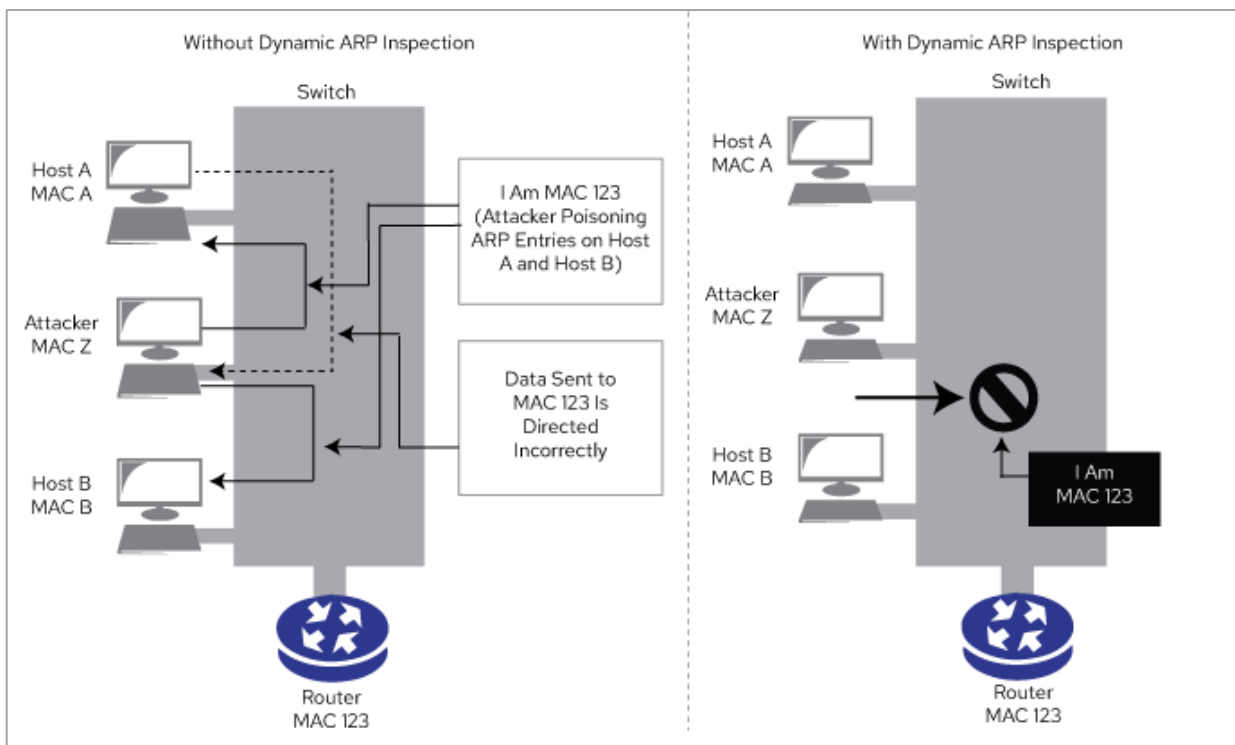 Without Dynamic ARP Inspection
Switch
Host A
MAC A
I Am MAC 123
(Attacker Poisoning
ARP Entries on Host
A and Host B)
Attacker
MAC Z
Data Sent to
MAC 123 Is
Directed
Incorrectly
Host B
MAC B
Router
MAC 123
With Dynamic ARP Inspection
Switch
Host A
MAC A
Attacker
MAC Z
Host B
MAC B
I Am
MAC 123
Router
MAC 123